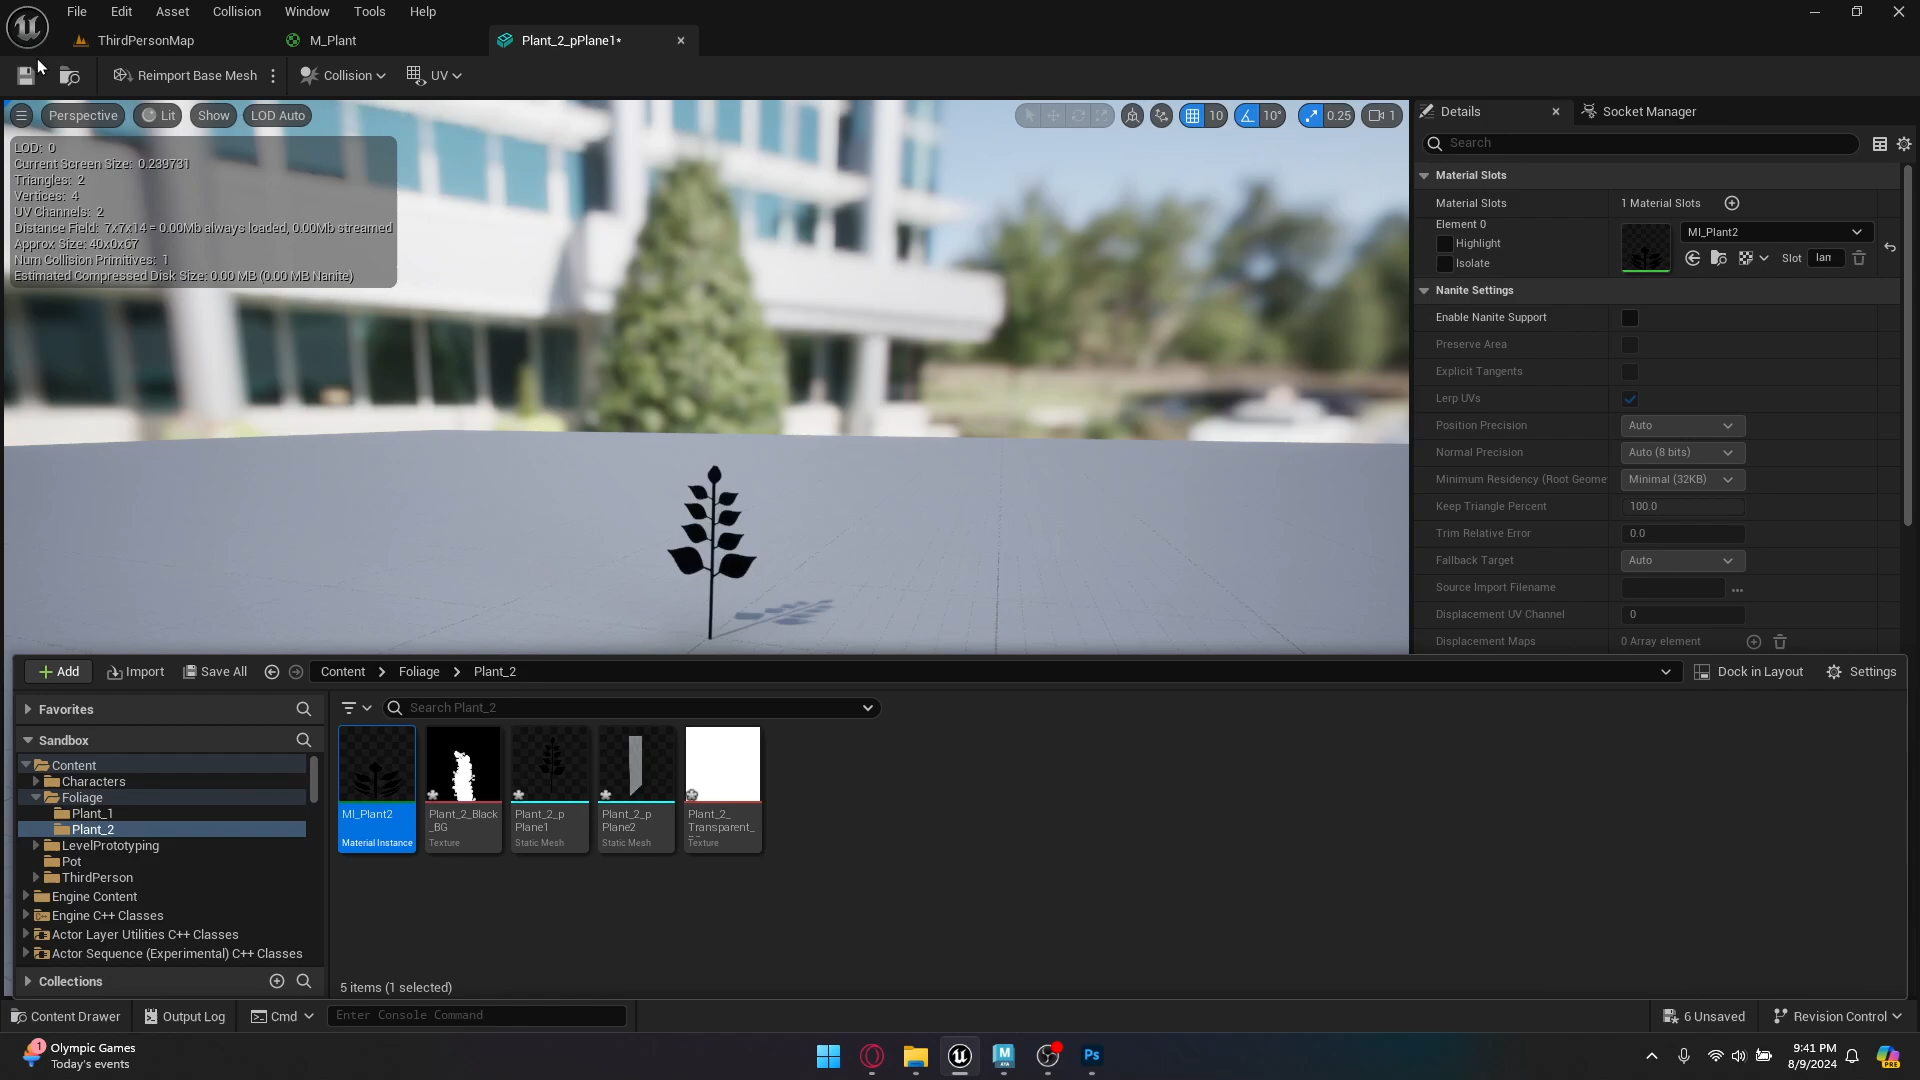 File Edit Asset Collision Window Tools Help
ThirdPersonMap
M_Plant
Plant_2_pPlane1*
Reimport Base Mesh
Collision
UV
Perspective
Lit
Show
LOD Auto
10
10°
0.25
1
LOD: 0
Current Screen Size: 0.239731
Triangles: 2
Vertices: 4
UV Channels: 2
Distance Field: 7x7x14 = 0.00Mb always loaded, 0.00Mb streamed
Approx Size: 40x0x67
Num Collision Primitives: 1
Estimated Compressed Disk Size: 0.00 MB (0.00 MB Nanite)
Details
Socket Manager
Search
Material Slots
Material Slots
1 Material Slots
Element 0
Highlight
Isolate
MI_Plant2
Slot
Nanite Settings
Enable Nanite Support
Preserve Area
Explicit Tangents
Lerp UVs
Position Precision
Auto
Normal Precision
Auto (8 bits)
Minimum Residency (Root Geome
Minimal (32KB)
Keep Triangle Percent
100.0
Trim Relative Error
0.0
Fallback Target
Auto
Source Import Filename
Displacement UV Channel
0
Displacement Maps
0 Array element
Add
Import
Save All
Content > Foliage > Plant_2
Dock in Layout
Settings
Favorites
Search Plant_2
Sandbox
Content
Characters
Foliage
Plant_1
Plant_2
LevelPrototyping
Pot
ThirdPerson
Engine Content
Engine C++ Classes
Actor Layer Utilities C++ Classes
Actor Sequence (Experimental) C++ Classes
Collections
MI_Plant2
Material Instance
Plant_2_Black
_BG
Texture
Plant_2_p
Plane1
Static Mesh
Plant_2_p
Plane2
Static Mesh
Plant_2_
Transparent_
Texture
5 items (1 selected)
Content Drawer
Output Log
Cmd
Enter Console Command
6 Unsaved
Revision Control
1
Olympic Games
Today's events
Ps
9:41 PM
8/9/2024
PRE